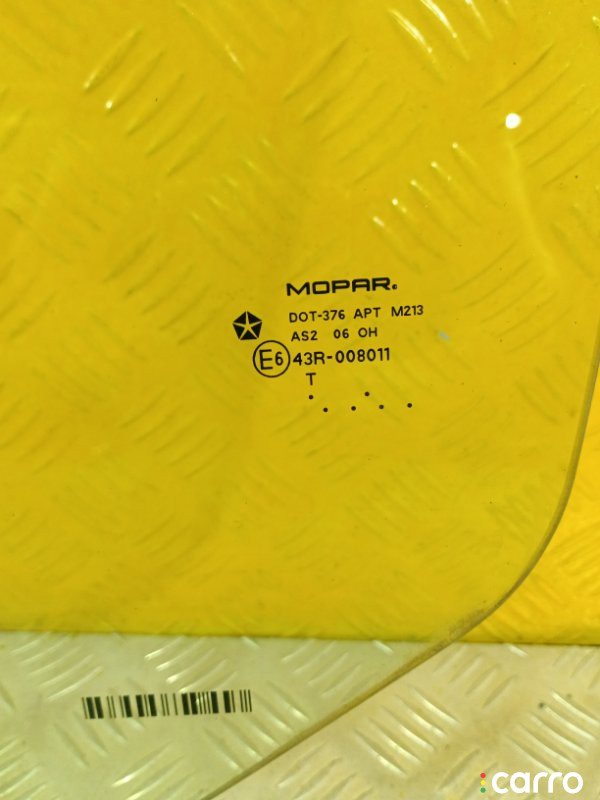 MOPAR®
DOT-376 APT M213
AS2 06 OH
E6 43R-008011
T
carro